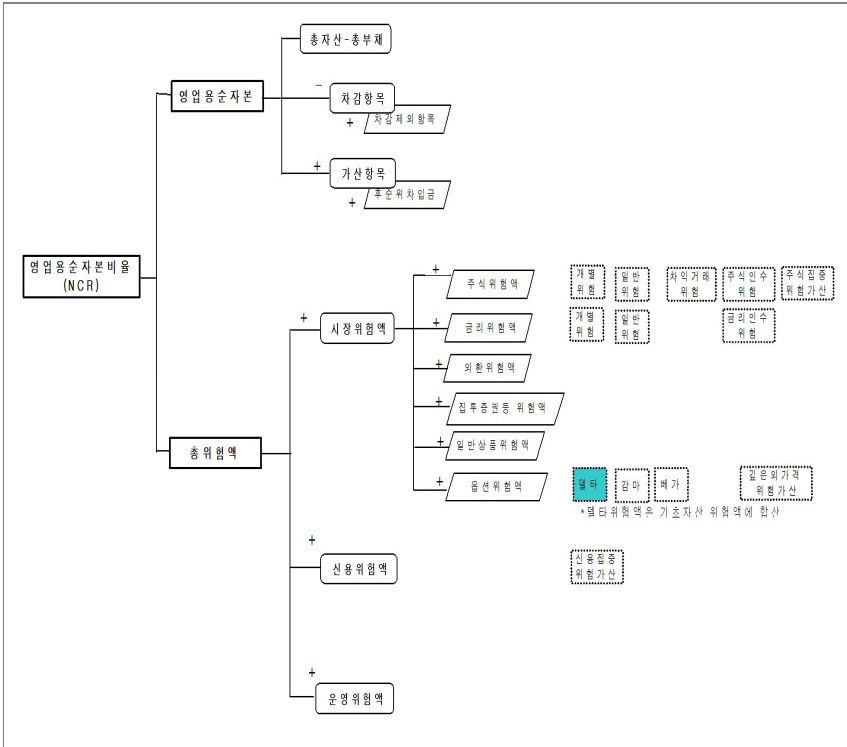 총자산-총부채
영업용순자본
−
차감항목
+
차감제외항목
+
가산항목
+
후순위차입금
영업용순자본비율
(NCR)
총위험액
+
시장위험액
+
주식위험액
개별
위험
일반
위험
차익거래
위험
주식인수
위험
주식집중
위험가산
+
금리위험액
개별
위험
일반
위험
금리인수
위험
+
외환위험액
+
집투증권등 위험액
+
일반상품위험액
+
옵션위험액
델타
감마
베가
깊은외가격
위험가산
*델타위험액은 기초자산 위험액에 합산
+
신용위험액
신용집중
위험가산
+
운영위험액